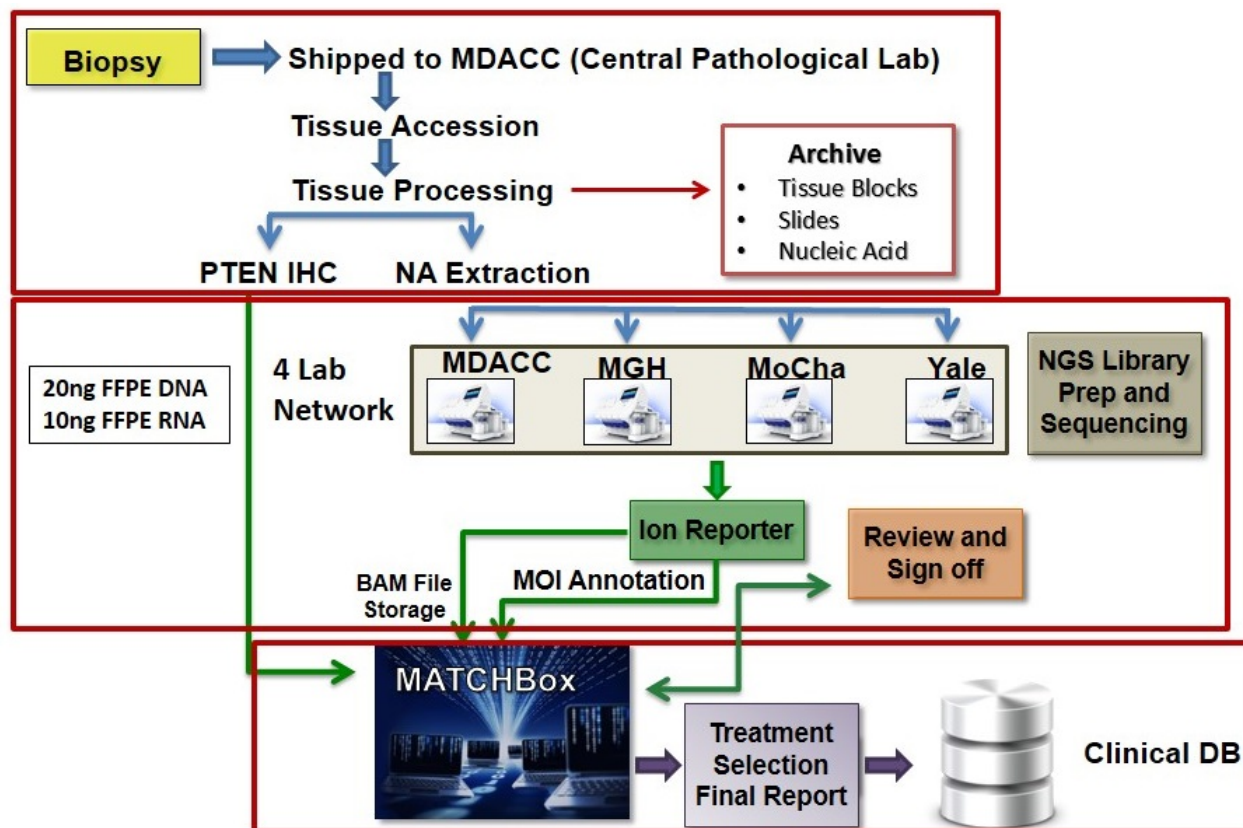 Biopsy
Shipped to MDACC (Central Pathological Lab)
Tissue Accession
Tissue Processing
Archive
• Tissue Blocks
• Slides
• Nucleic Acid
PTEN IHC
NA Extraction
20ng FFPE DNA
10ng FFPE RNA
4 Lab
Network
MDACC
MGH
MoCha
Yale
NGS Library
Prep and
Sequencing
Ion Reporter
Review and
Sign off
BAM File
Storage
MOI Annotation
MATCHBox
Treatment
Selection
Final Report
Clinical DB